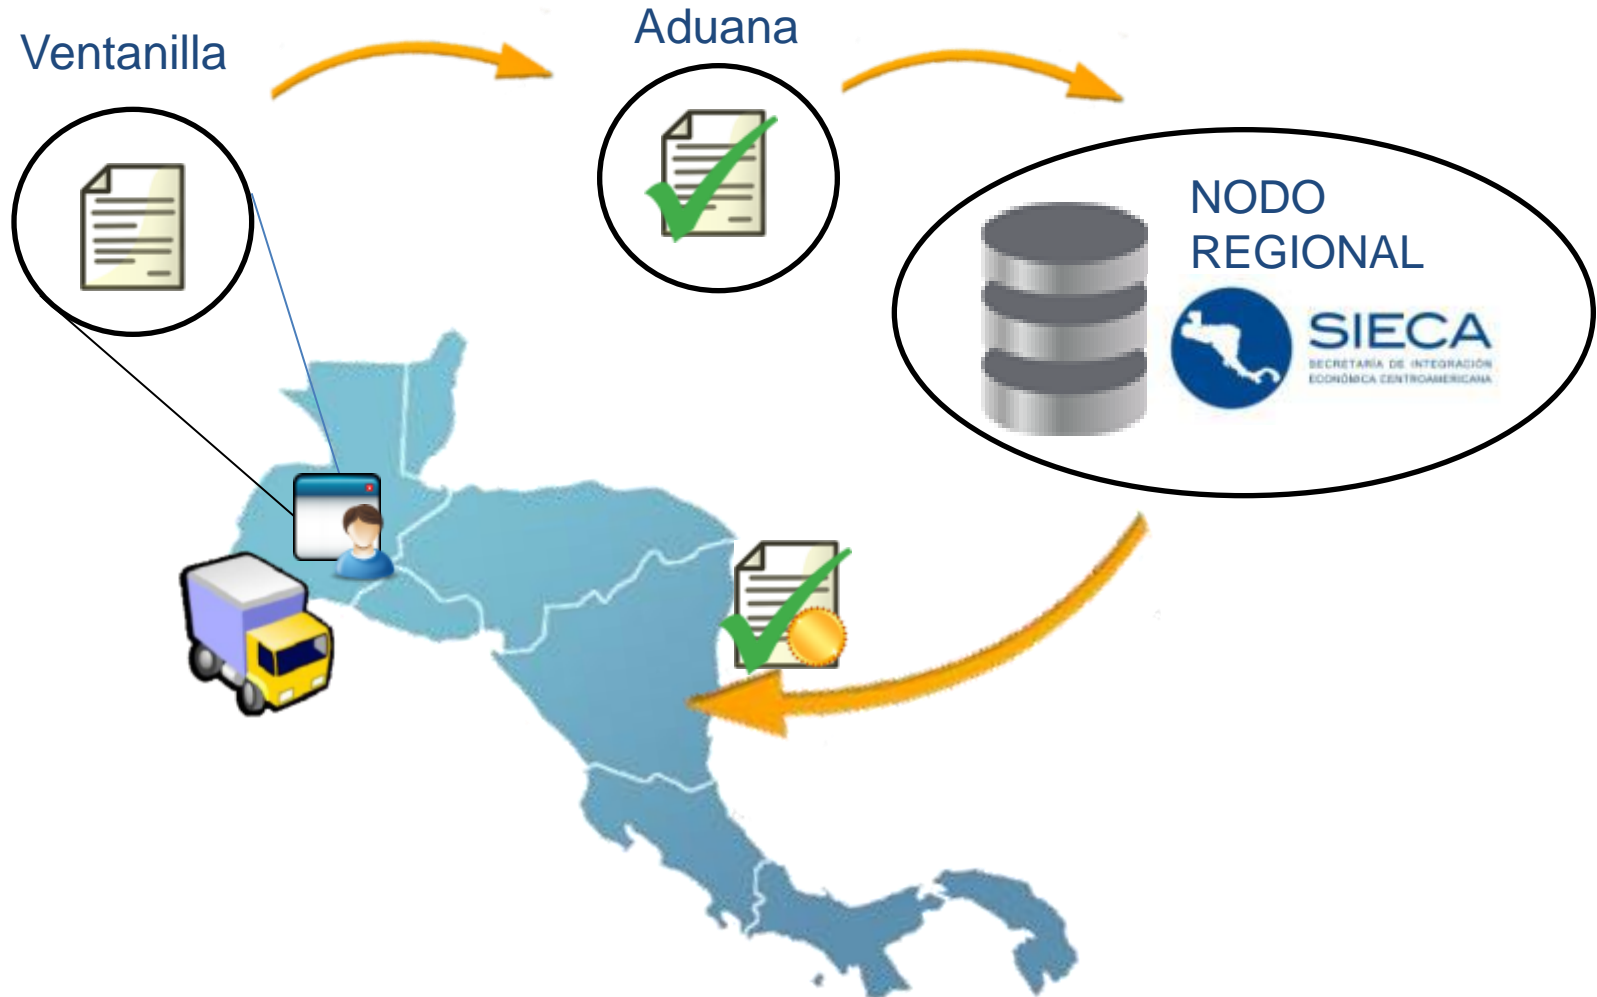 Ventanilla
Aduana
NODO
REGIONAL
SIECA
SECRETARÍA DE INTEGRACIÓN
ECONÓMICA CENTROAMERICANA